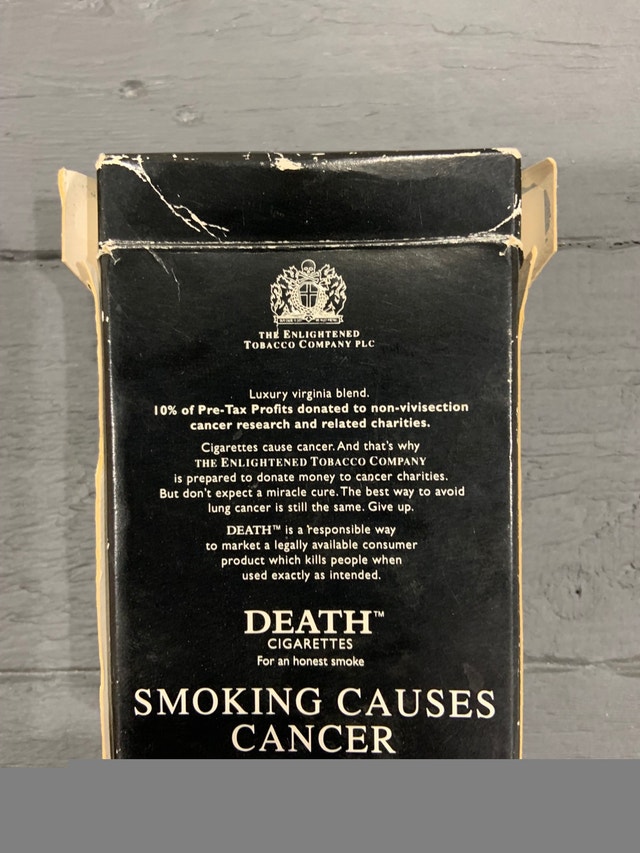 THE ENLIGHTENED
TOBACCO COMPANY PLC
Luxury virginia blend.
10% of Pre-Tax Profits donated to non-vivisection
cancer research and related charities.
Cigarettes cause cancer. And that's why
THE ENLIGHTENED TOBACCO COMPANY
is prepared to donate money to cancer charities.
But don't expect a miracle cure. The best way to avoid
lung cancer is still the same. Give up.
DEATH™ is a responsible way
to market a legally available consumer
product which kills people when
used exactly as intended.
DEATH™
CIGARETTES
For an honest smoke
SMOKING CAUSES
CANCER